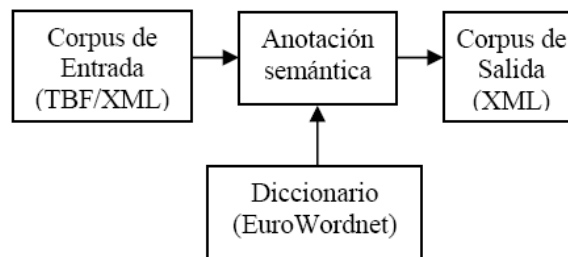 Corpus de
Entrada
(TBF/XML)
Anotación
semántica
Corpus de
Salida
(XML)
Diccionario
(EuroWordnet)